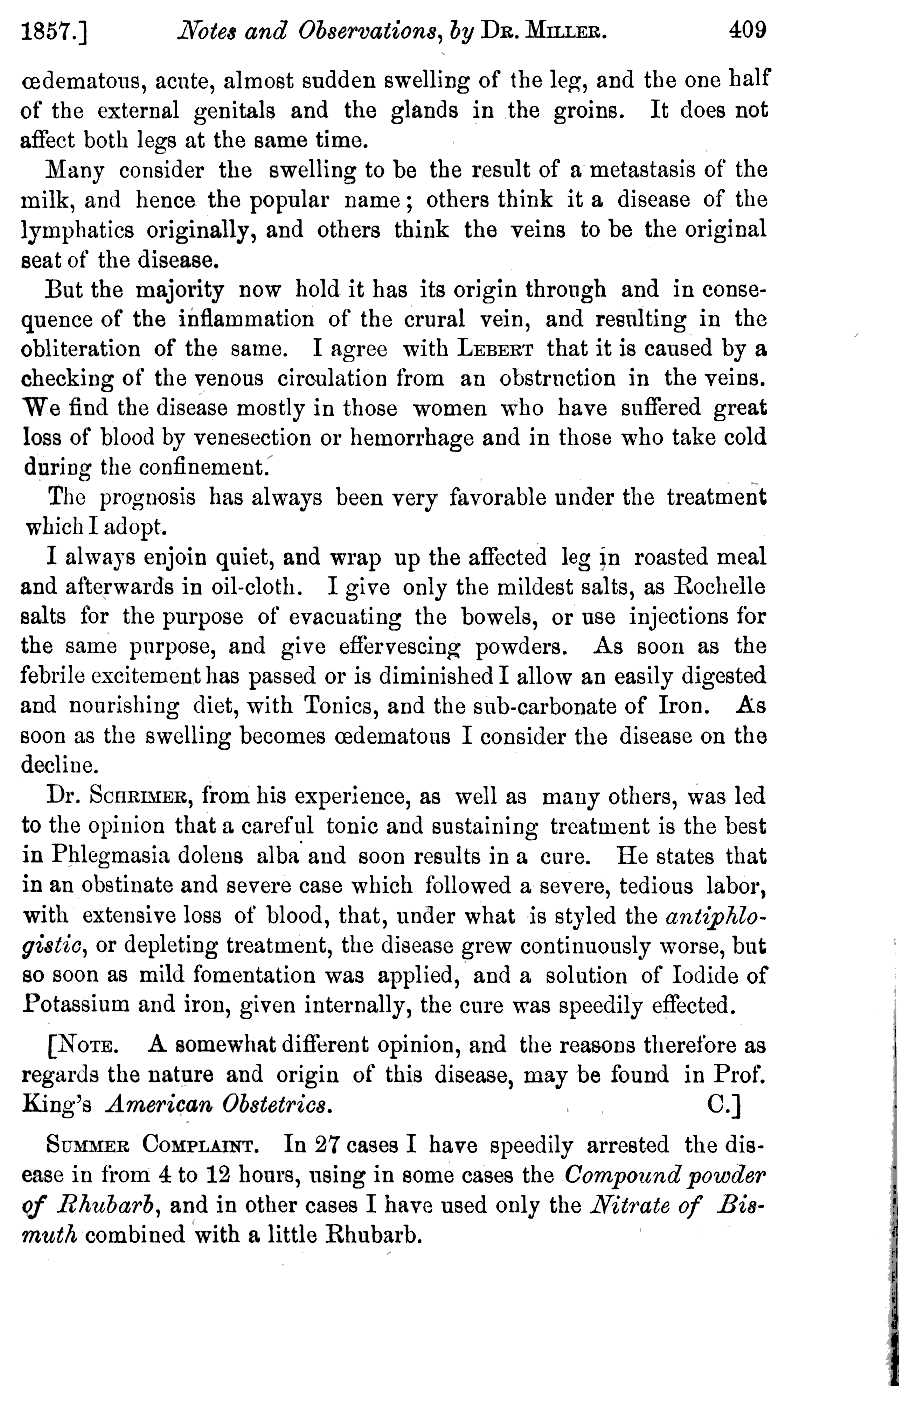 1857.] Notes and Observations, by DR. MILLER. 409
œdematous, acute, almost sudden swelling of the leg, and the one half
of the external genitals and the glands in the groins. It does not
affect both legs at the same time.
Many consider the swelling to be the result of a metastasis of the
milk, and hence the popular name; others think it a disease of the
lymphatics originally, and others think the veins to be the original
seat of the disease.
But the majority now hold it has its origin through and in conse-
quence of the inflammation of the crural vein, and resulting in the
obliteration of the same. I agree with LEBERT that it is caused by a
checking of the venous circulation from an obstruction in the veins.
We find the disease mostly in those women who have suffered great
loss of blood by venesection or hemorrhage and in those who take cold
during the confinement.
The prognosis has always been very favorable under the treatment
which I adopt.
I always enjoin quiet, and wrap up the affected leg in roasted meal
and afterwards in oil-cloth. I give only the mildest salts, as Rochelle
salts for the purpose of evacuating the bowels, or use injections for
the same purpose, and give effervescing powders. As soon as the
febrile excitement has passed or is diminished I allow an easily digested
and nourishing diet, with Tonics, and the sub-carbonate of Iron. As
soon as the swelling becomes œdematous I consider the disease on the
decline.
Dr. SCHRIMER, from his experience, as well as many others, was led
to the opinion that a careful tonic and sustaining treatment is the best
in Phlegmasia dolens alba and soon results in a cure. He states that
in an obstinate and severe case which followed a severe, tedious labor,
with extensive loss of blood, that, under what is styled the antiphlo-
gistic, or depleting treatment, the disease grew continuously worse, but
so soon as mild fomentation was applied, and a solution of Iodide of
Potassium and iron, given internally, the cure was speedily effected.
[NOTE. A somewhat different opinion, and the reasons therefore as
regards the nature and origin of this disease, may be found in Prof.
King's American Obstetrics. C.]
SUMMER COMPLAINT. In 27 cases I have speedily arrested the dis-
ease in from 4 to 12 hours, using in some cases the Compound powder
of Rhubarb, and in other cases I have used only the Nitrate of Bis-
muth combined with a little Rhubarb.